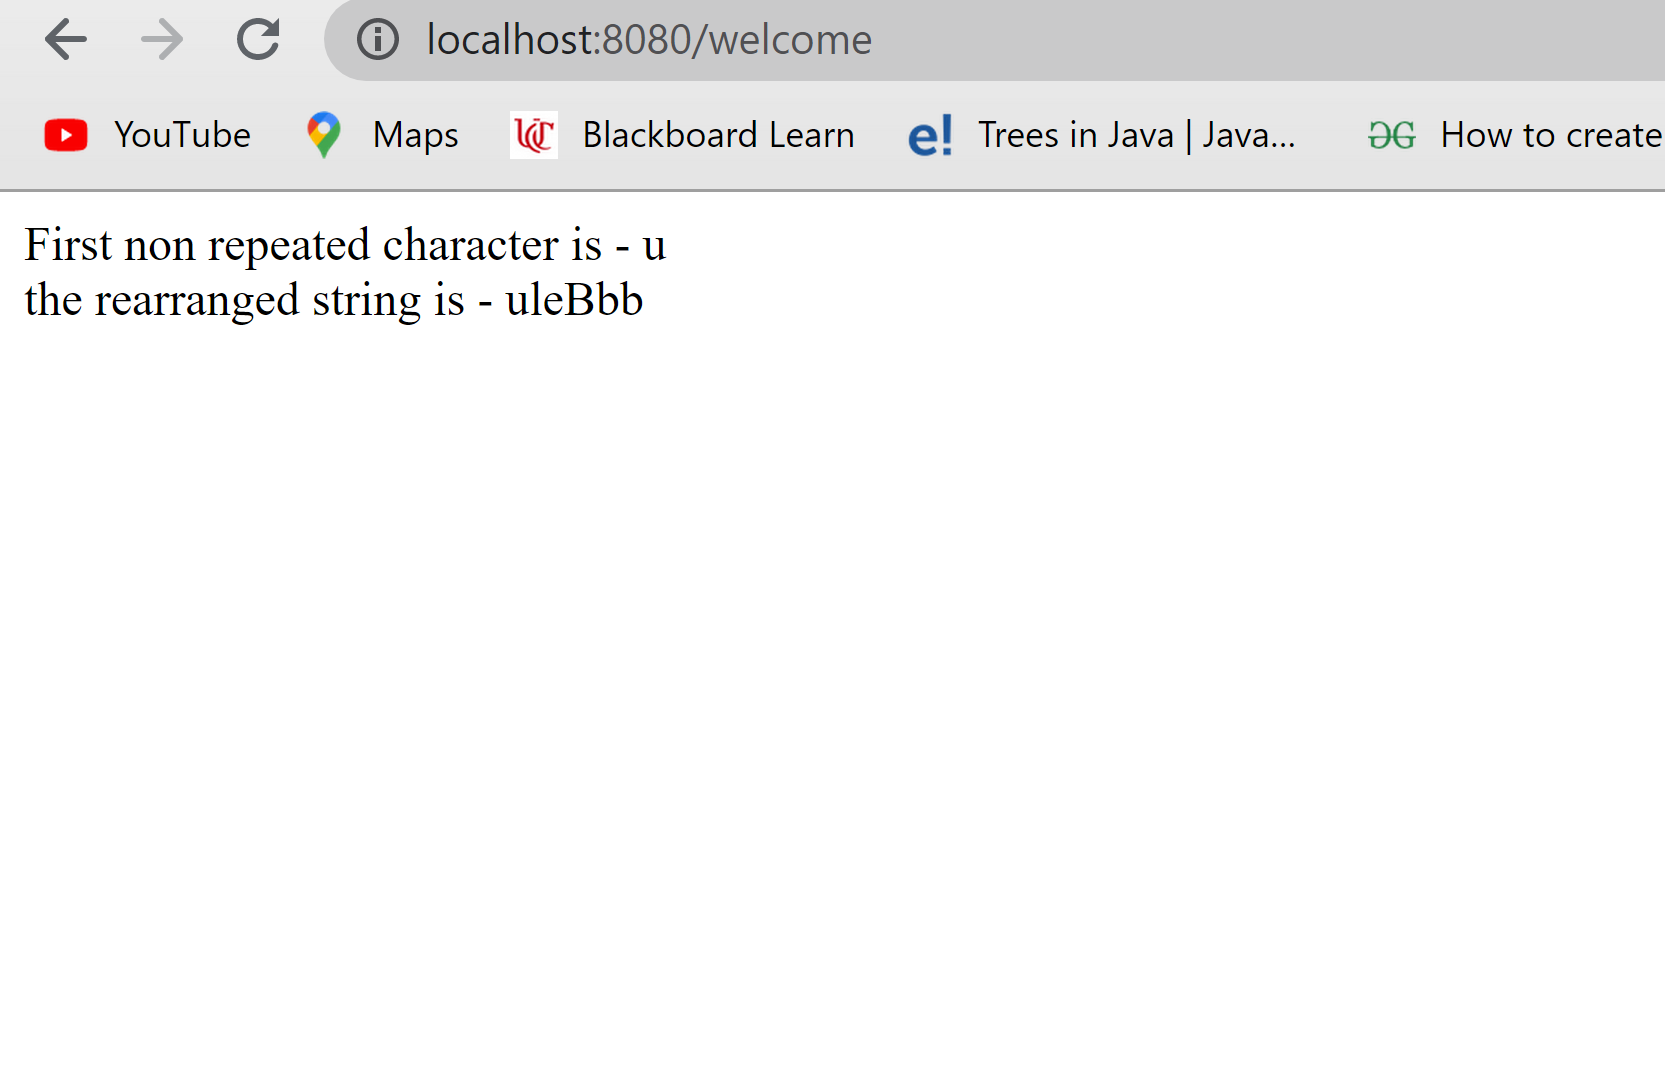 localhost:8080/welcome
YouTube Maps Blackboard Learn Trees in Java | Java... How to create
First non repeated character is - u
the rearranged string is - uleBbb